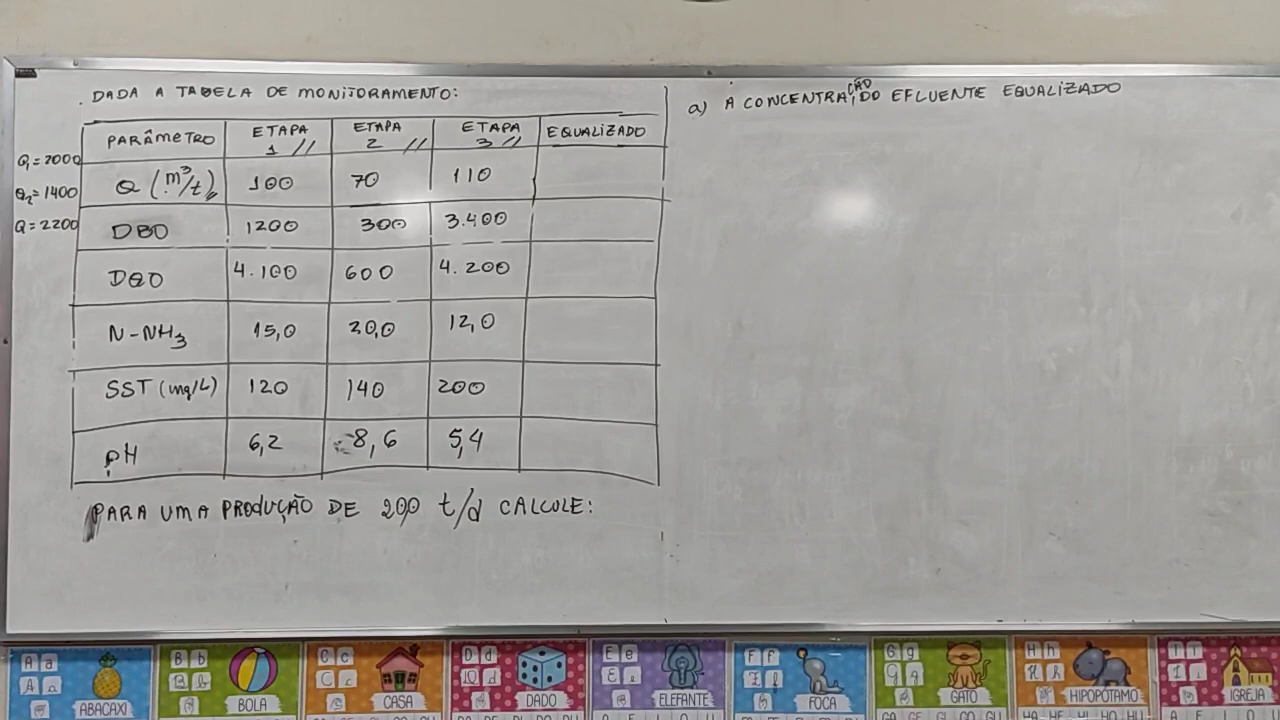 DADA A TABELA DE MONITORAMENTO:
PARÂMETRO ETAPA 1 // ETAPA 2 // ETAPA 3 // EQUALIZADO
Q (m³/t) 100 70 110
DBO 1200 300 3.400
DQO 4.100 600 4.200
N-NH3 15,0 20,0 12,0
SST (mg/L) 120 140 200
pH 6,2 8,6 5,4
Q1 = 2000
Q2 = 1400
Q = 2200
PARA UMA PRODUÇÃO DE 200 t/d CALCULE:
a) A CONCENTRAÇÃO DO EFLUENTE EQUALIZADO
A a
A a
ABACAXI
B b
B b
BOLA
C c
C c
CASA
D d
D d
DADO
E e
E e
ELEFANTE
F f
F f
FOCA
G g
G g
GATO
H h
H h
HIPOPÓTAMO
I i
IGREJA